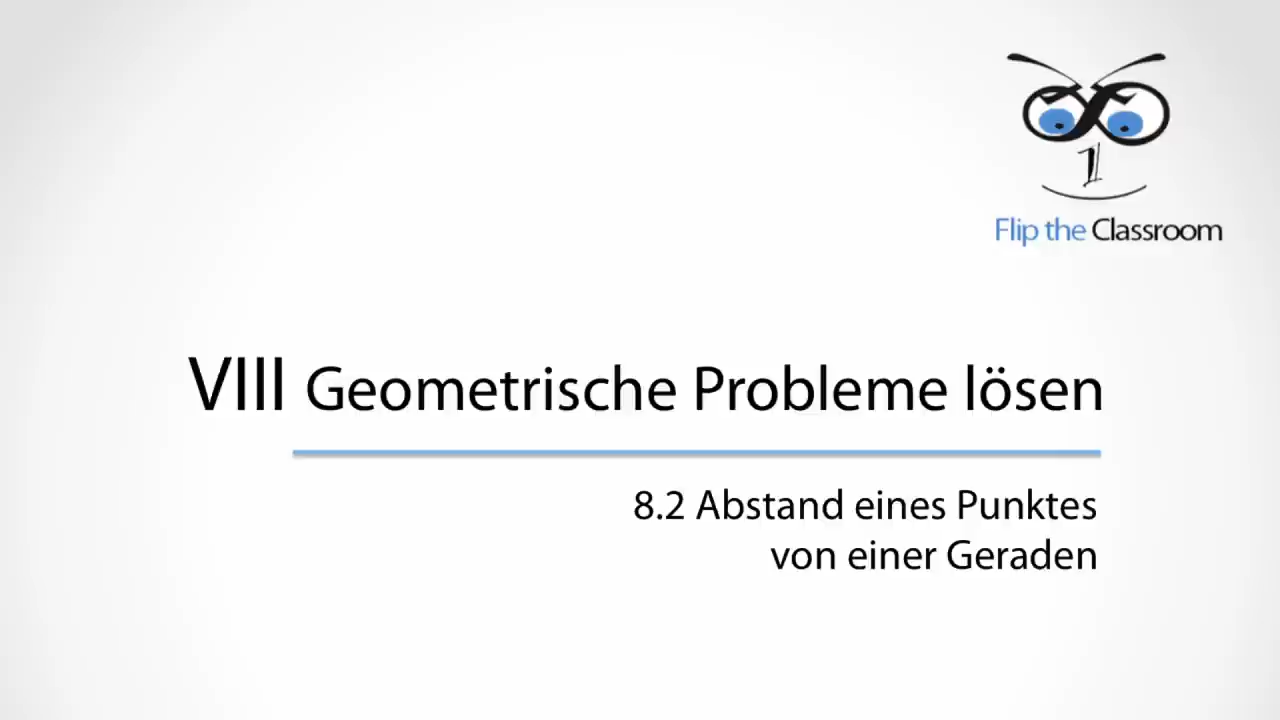 Flip the Classroom
VIII Geometrische Probleme lösen
8.2 Abstand eines Punktes
von einer Geraden